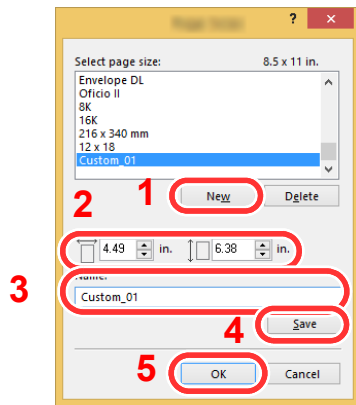 ? ×
Select page size: 8.5 x 11 in.
Envelope DL
Oficio II
8K
16K
216 x 340 mm
12 x 18
Custom_01
1 New Delete
2
4.49 in. 6.38 in.
Name:
3 Custom_01
4 Save
5 OK Cancel